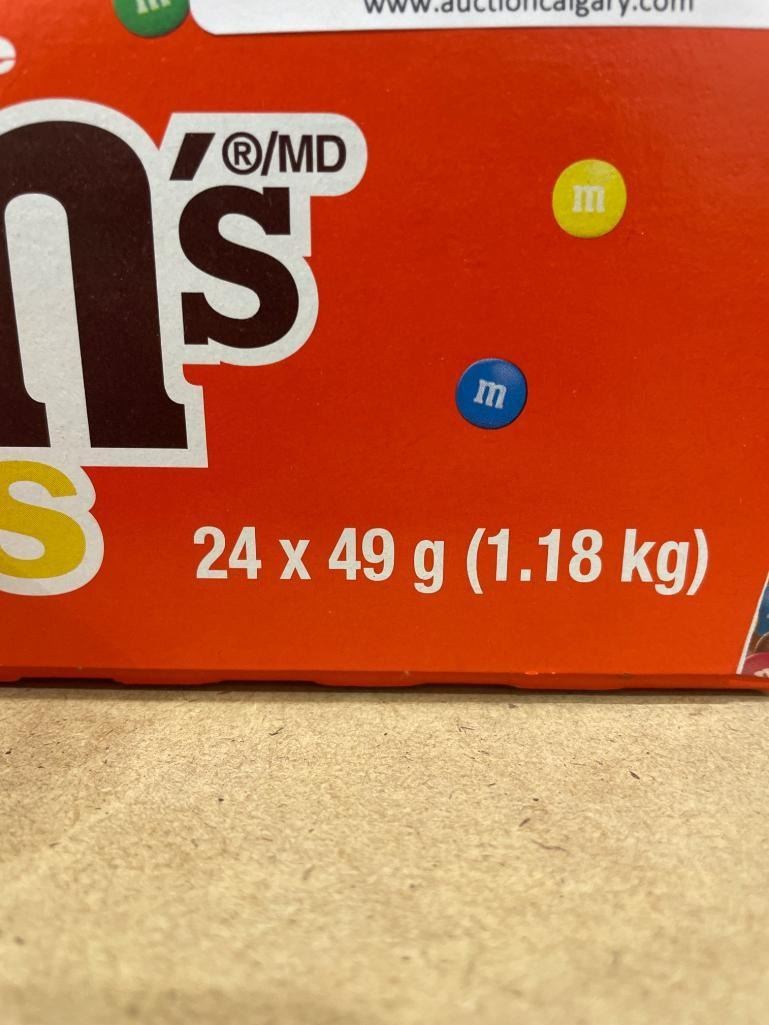 www.auctioncalgary.com
m
's ®/MD
m
m
s
24 x 49 g (1.18 kg)